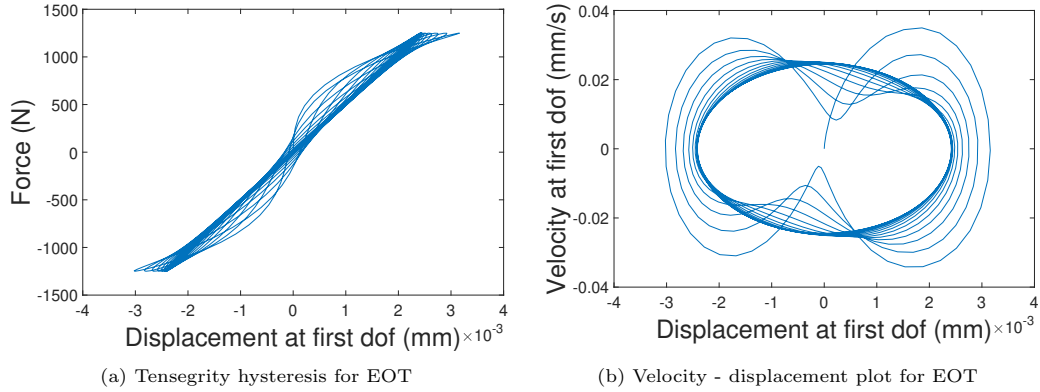 1500
1000
500
0
-500
-1000
-1500
Force (N)
-4 -3 -2 -1 0 1 2 3 4
Displacement at first dof (mm) ×10-3
(a) Tensegrity hysteresis for EOT
0.04
0.02
0
-0.02
-0.04
Velocity at first dof (mm/s)
-4 -3 -2 -1 0 1 2 3 4
Displacement at first dof (mm) ×10-3
(b) Velocity - displacement plot for EOT